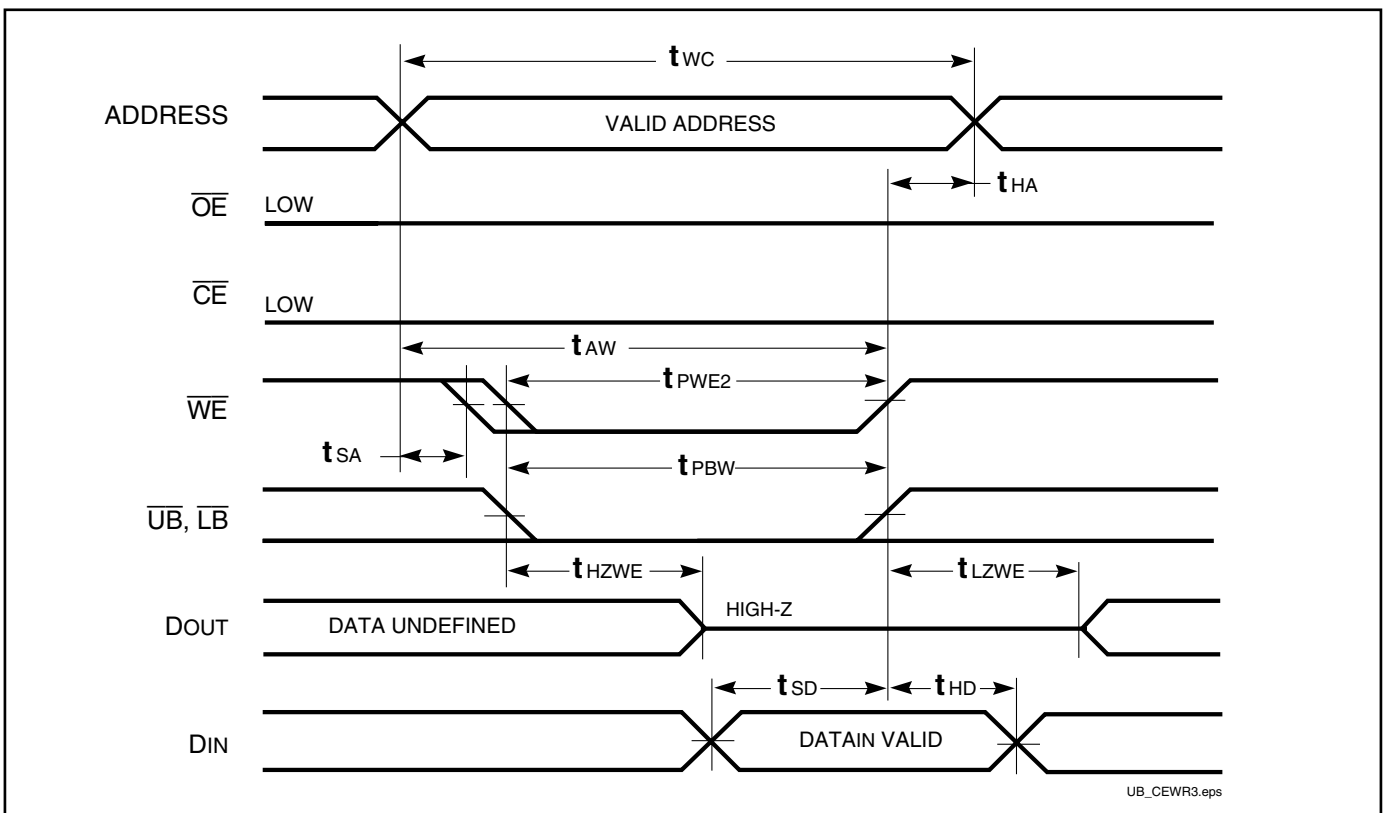 tWC
ADDRESS
VALID ADDRESS
tHA
OE LOW
CE LOW
tAW
tPWE2
WE
tSA
tPBW
UB, LB
tHZWE
tLZWE
DOUT
DATA UNDEFINED
HIGH-Z
tSD
tHD
DIN
DATAIN VALID
UB_CEWR3.eps